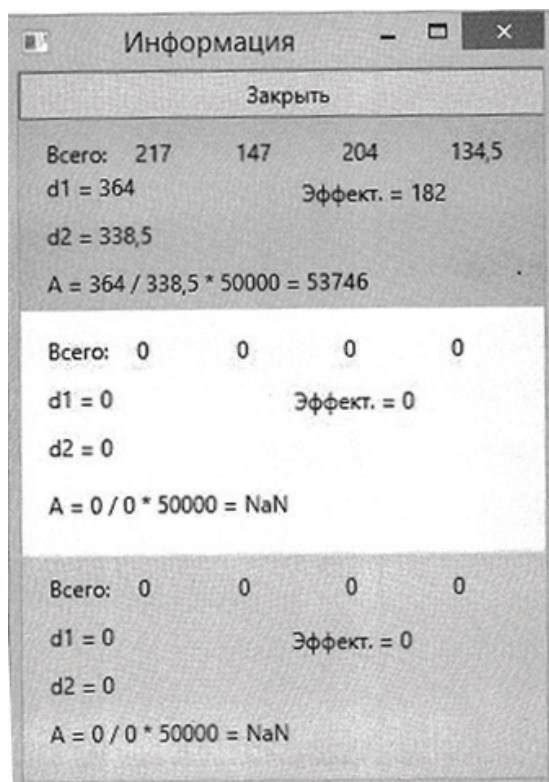 Информация
Закрыть
Всего: 217 147 204 134,5
d1 = 364 Эффект. = 182
d2 = 338,5
A = 364 / 338,5 * 50000 = 53746
Всего: 0 0 0 0
d1 = 0 Эффект. = 0
d2 = 0
A = 0 / 0 * 50000 = NaN
Всего: 0 0 0 0
d1 = 0 Эффект. = 0
d2 = 0
A = 0 / 0 * 50000 = NaN